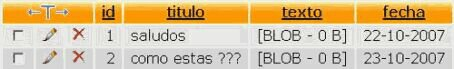 ←T→ id titulo texto fecha
1 saludos [BLOB - 0 B] 22-10-2007
2 como estas ??? [BLOB - 0 B] 23-10-2007